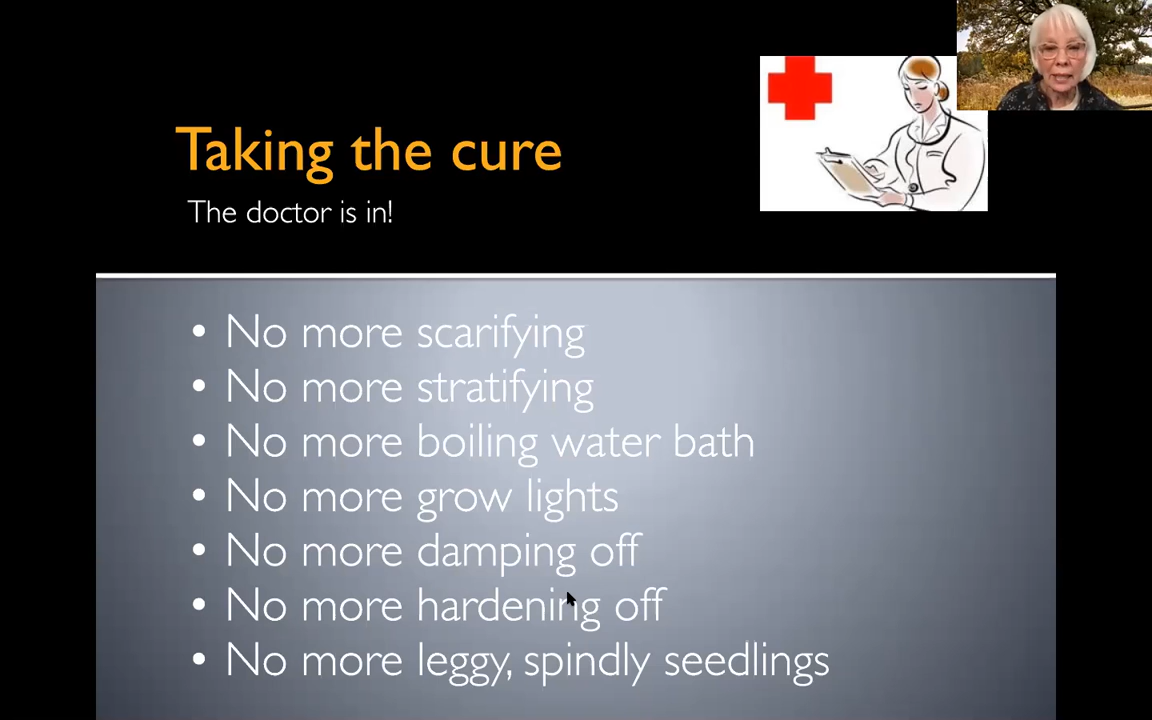 Taking the cure
The doctor is in!
• No more scarifying
• No more stratifying
• No more boiling water bath
• No more grow lights
• No more damping off
• No more hardening off
• No more leggy, spindly seedlings